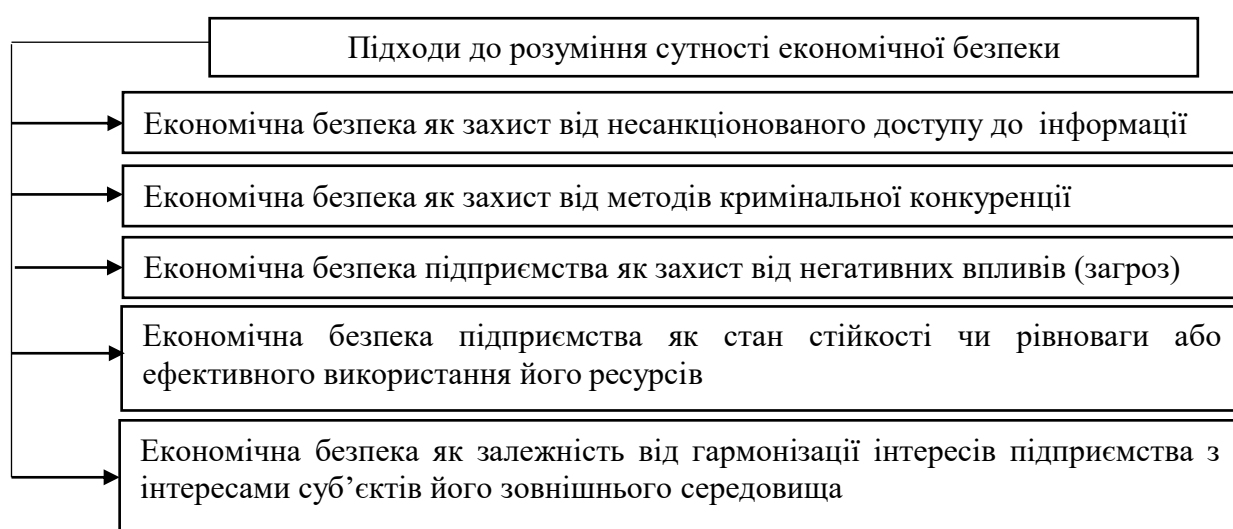 Підходи до розуміння сутності економічної безпеки
Економічна безпека як захист від несанкціонованого доступу до інформації
Економічна безпека як захист від методів кримінальної конкуренції
Економічна безпека підприємства як захист від негативних впливів (загроз)
Економічна безпека підприємства як стан стійкості чи рівноваги або
ефективного використання його ресурсів
Економічна безпека як залежність від гармонізації інтересів підприємства з
інтересами суб’єктів його зовнішнього середовища